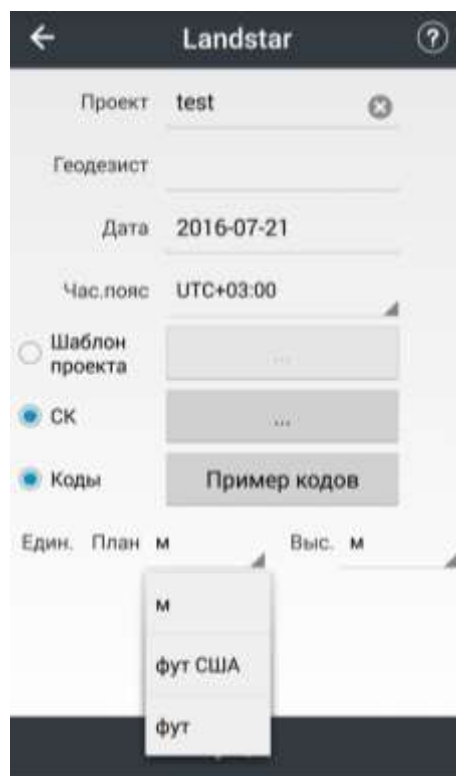 Landstar
?
Проект test
Геодезист
Дата 2016-07-21
Час.пояс UTC+03:00
Шаблон
проекта
...
СК ...
Коды Пример кодов
Един. План м Выс. м
м
фут США
фут